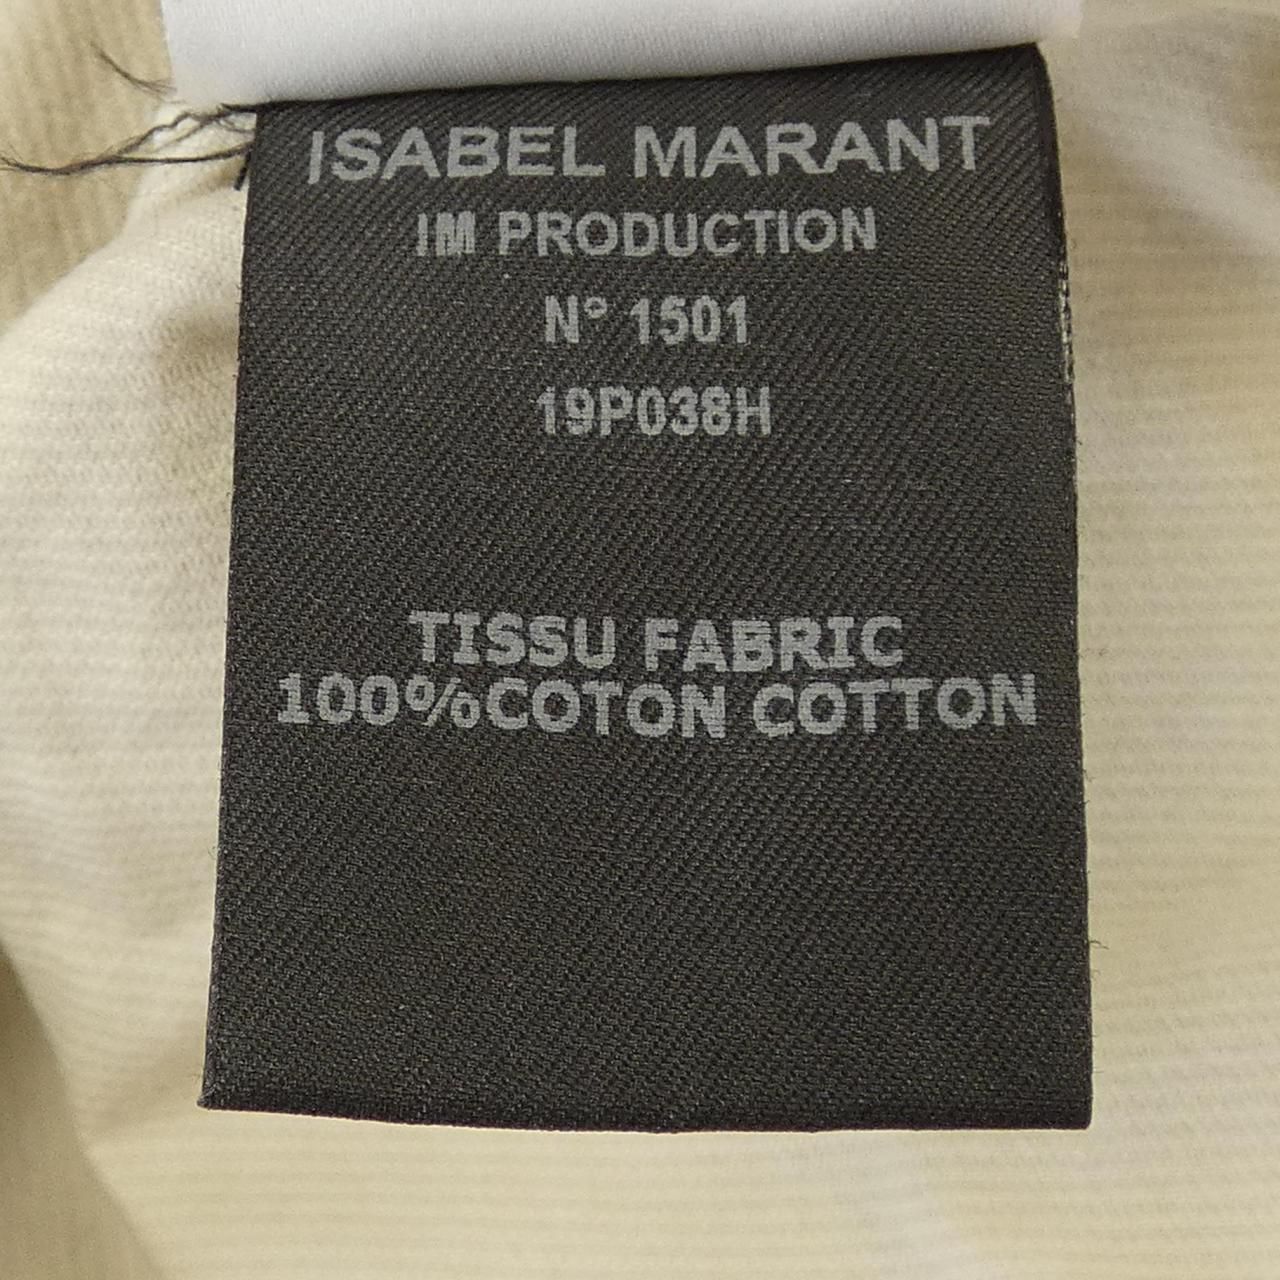 ISABEL MARANT
IM PRODUCTION
N° 1501
19P038H
TISSU FABRIC
100%COTON COTTON